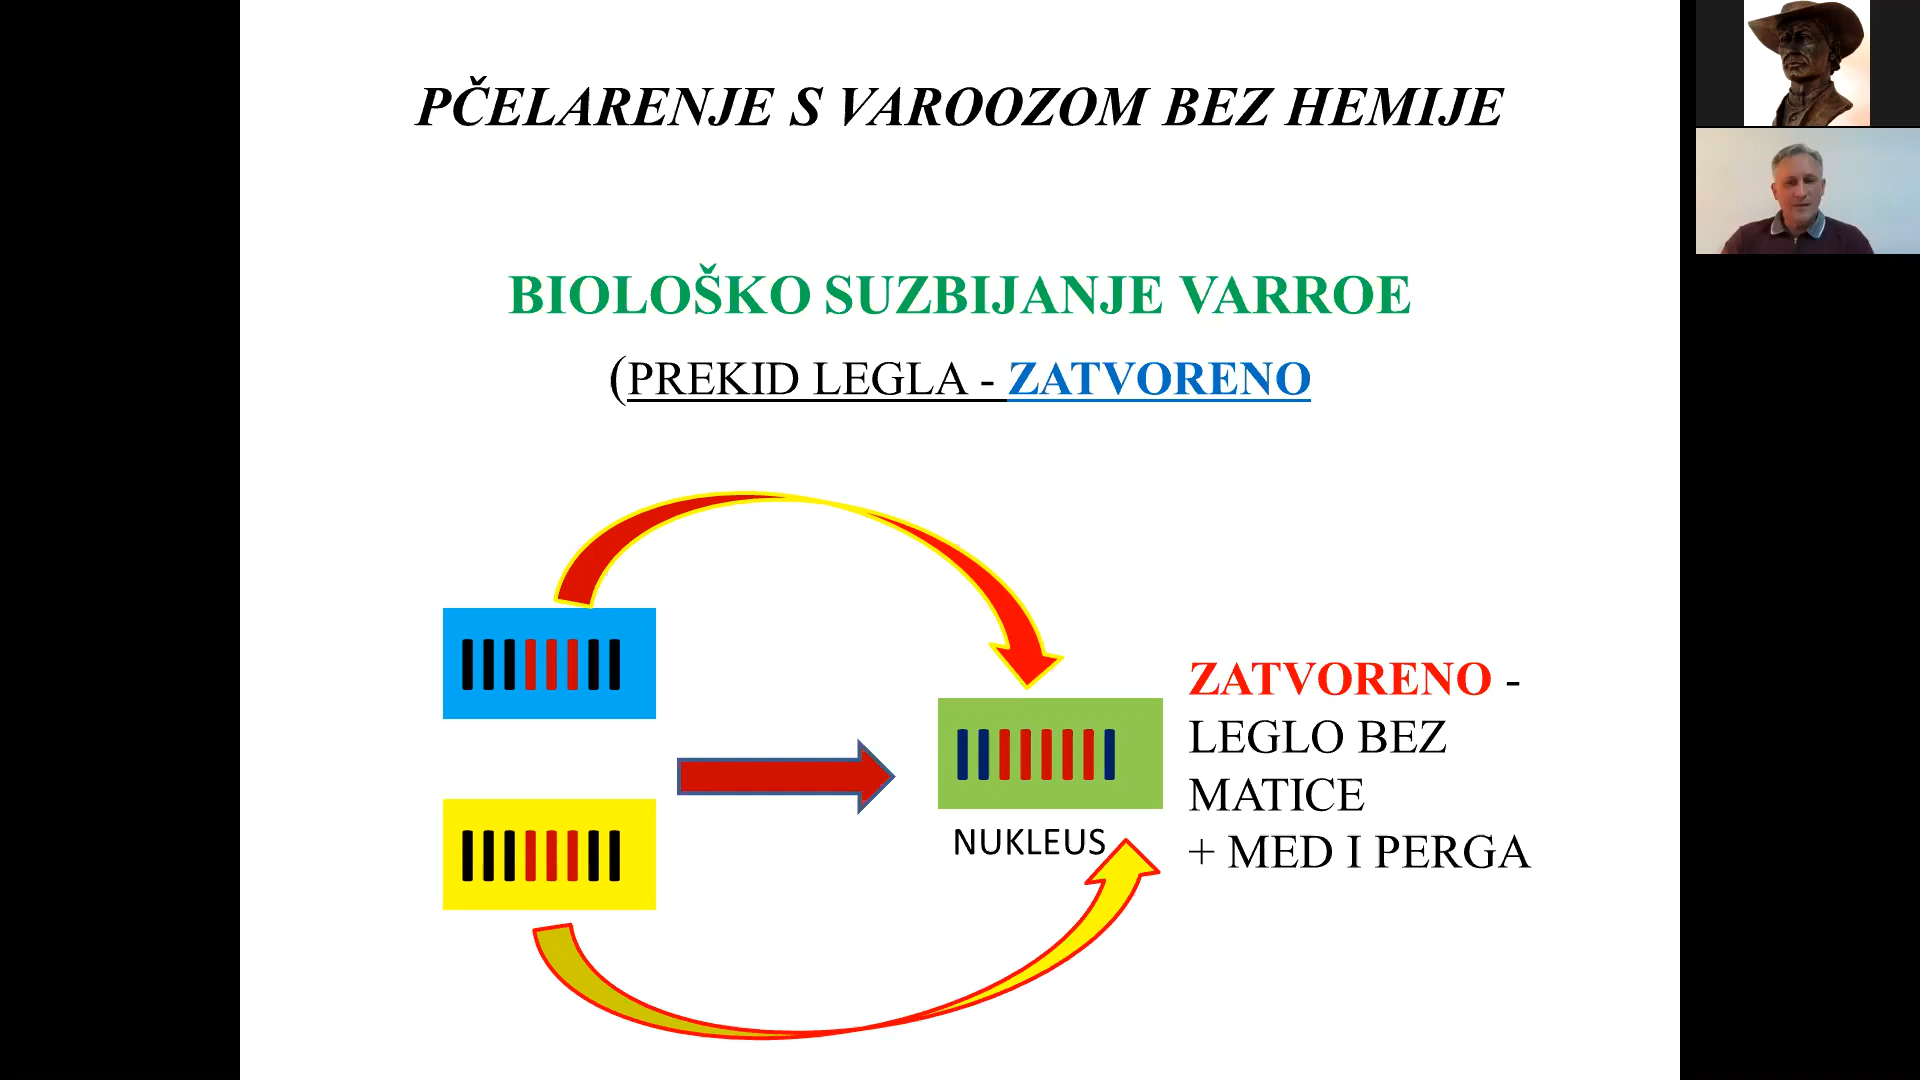 PČELARENJE S VAROOZOM BEZ HEMIJE
BIOLOŠKO SUZBIJANJE VARROE
(PREKID LEGLA - ZATVORENO
ZATVORENO -
LEGLO BEZ
MATICE
+ MED I PERGA
NUKLEUS